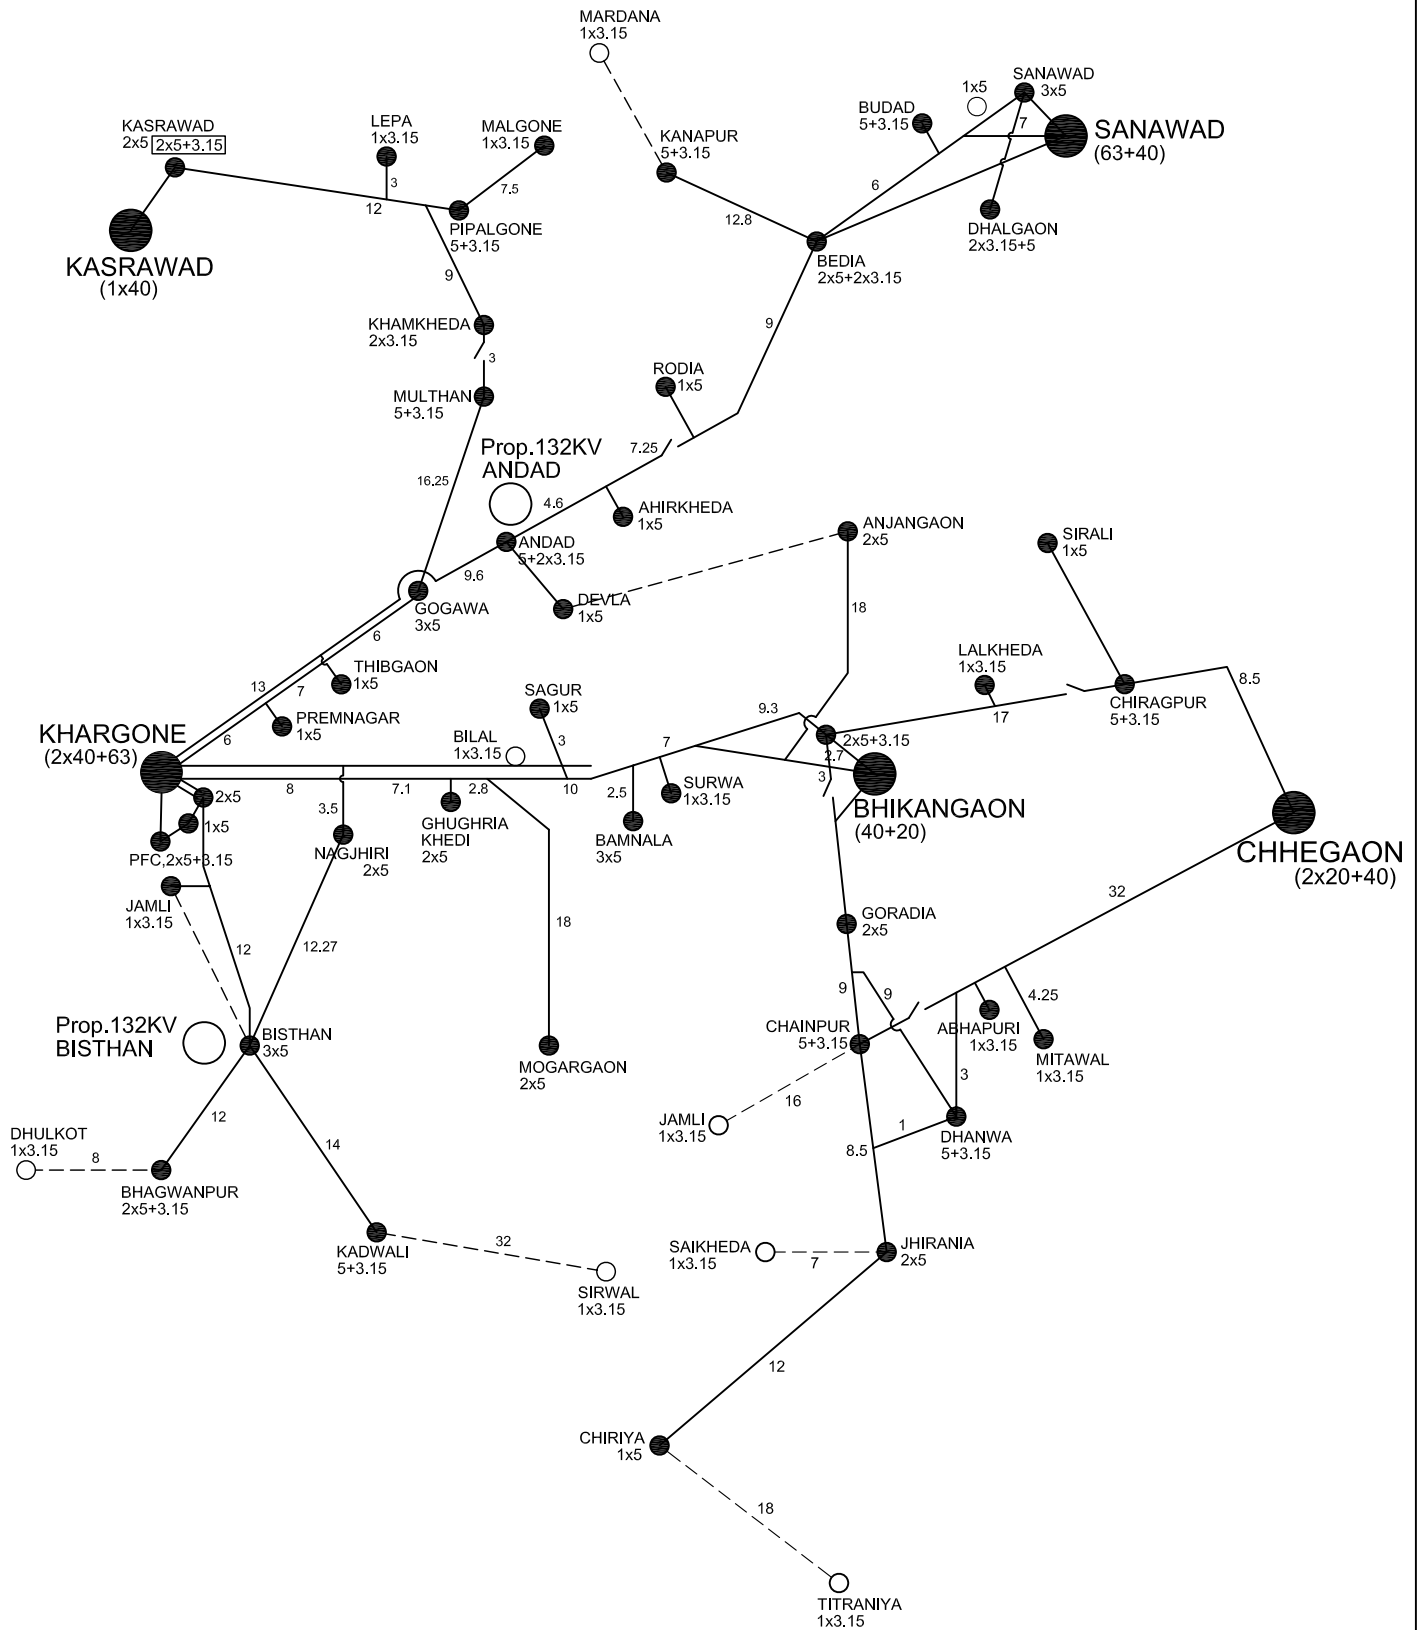 MARDANA
1x3.15
SANAWAD
3x5
1x5
BUDAD
5+3.15
7
SANAWAD
(63+40)
KASRAWAD
2x5 2x5+3.15
LEPA
1x3.15
MALGONE
1x3.15
KANAPUR
5+3.15
3
12
7.5
6
PIPALGONE
5+3.15
12.8
DHALGAON
2x3.15+5
KASRAWAD
(1x40)
BEDIA
2x5+2x3.15
9
KHAMKHEDA
2x3.15
9
3
RODIA
1x5
MULTHAN
5+3.15
Prop.132KV
ANDAD
7.25
16.25
4.6
AHIRKHEDA
1x5
ANJANGAON
2x5
SIRALI
1x5
ANDAD
5+2x3.15
9.6
GOGAWA
3x5
DEVLA
1x5
18
6
THIBGAON
1x5
LALKHEDA
1x3.15
8.5
13
7
SAGUR
1x5
9.3
CHIRAGPUR
5+3.15
17
PREMNAGAR
1x5
KHARGONE
(2x40+63)
6
BILAL
1x3.15
3
7
2x5+3.15
2.7
8
7.1
2.8
10
2.5
SURWA
1x3.15
3
BHIKANGAON
(40+20)
2x5
1x5
3.5
GHUGHRIA
KHEDI
2x5
BAMNALA
3x5
NAGJHIRI
2x5
PFC,2x5+3.15
CHHEGAON
(2x20+40)
JAMLI
1x3.15
32
18
GORADIA
2x5
12
12.27
9
9
4.25
Prop.132KV
BISTHAN
BISTHAN
3x5
MOGARGAON
2x5
CHAINPUR
5+3.15
ABHAPURI
1x3.15
MITAWAL
1x3.15
3
16
12
JAMLI
1x3.15
1
DHANWA
5+3.15
14
8.5
DHULKOT
1x3.15
8
BHAGWANPUR
2x5+3.15
32
KADWALI
5+3.15
SIRWAL
1x3.15
SAIKHEDA
1x3.15
7
JHIRANIA
2x5
12
CHIRIYA
1x5
18
TITRANIYA
1x3.15